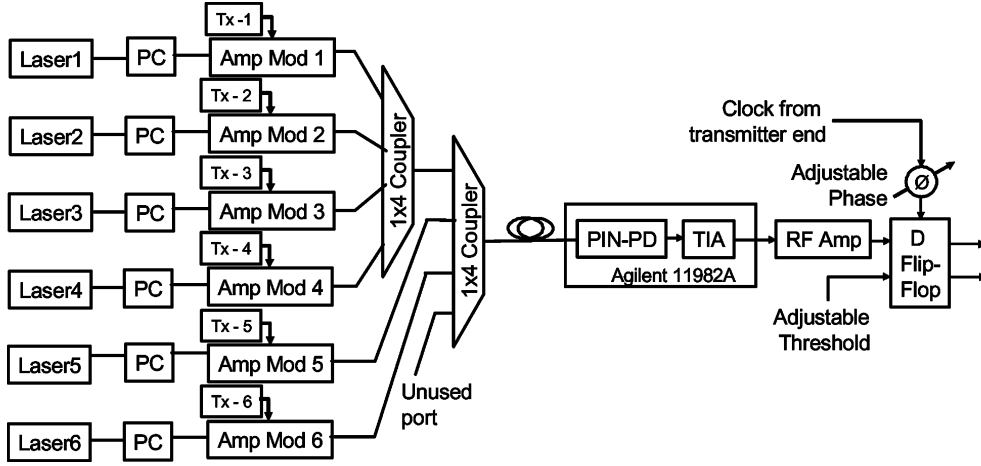 Tx-1
Laser1 PC Amp Mod 1
Tx - 2
Laser2 PC Amp Mod 2
Tx - 3
Laser3 PC Amp Mod 3
Tx - 4
Laser4 PC Amp Mod 4
Tx - 5
Laser5 PC Amp Mod 5
Tx - 6
Laser6 PC Amp Mod 6
1x4 Coupler
1x4 Coupler
Unused
port
PIN-PD TIA
Agilent 11982A
RF Amp
Clock from
transmitter end
Adjustable
Phase
Ø
D
Flip-
Flop
Adjustable
Threshold